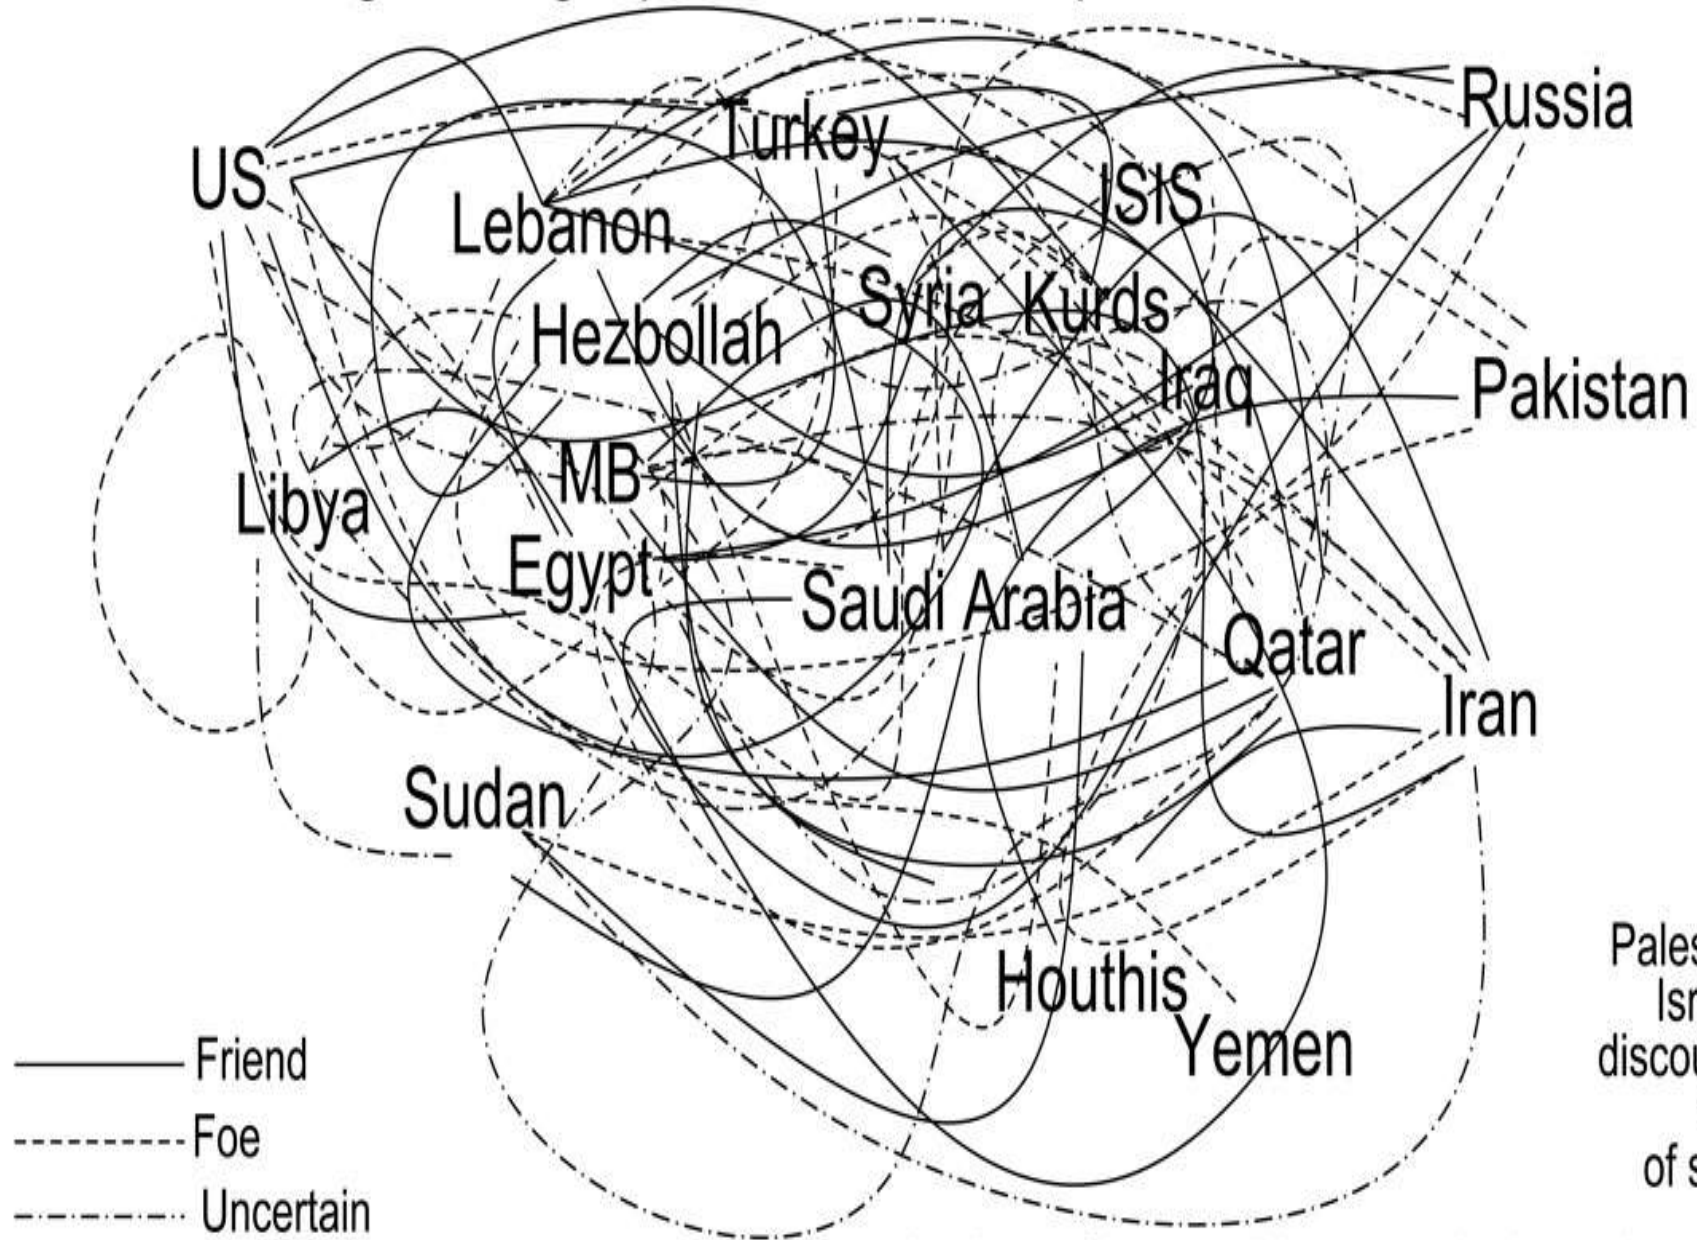 Russia
US
Turkey
ISIS
Lebanon
Syria Kurds
Hezbollah
Iraq
Pakistan
MB
Libya
Egypt
Saudi Arabia
Qatar
Iran
Sudan
Houthis
Yemen
Friend
Foe
Uncertain
of